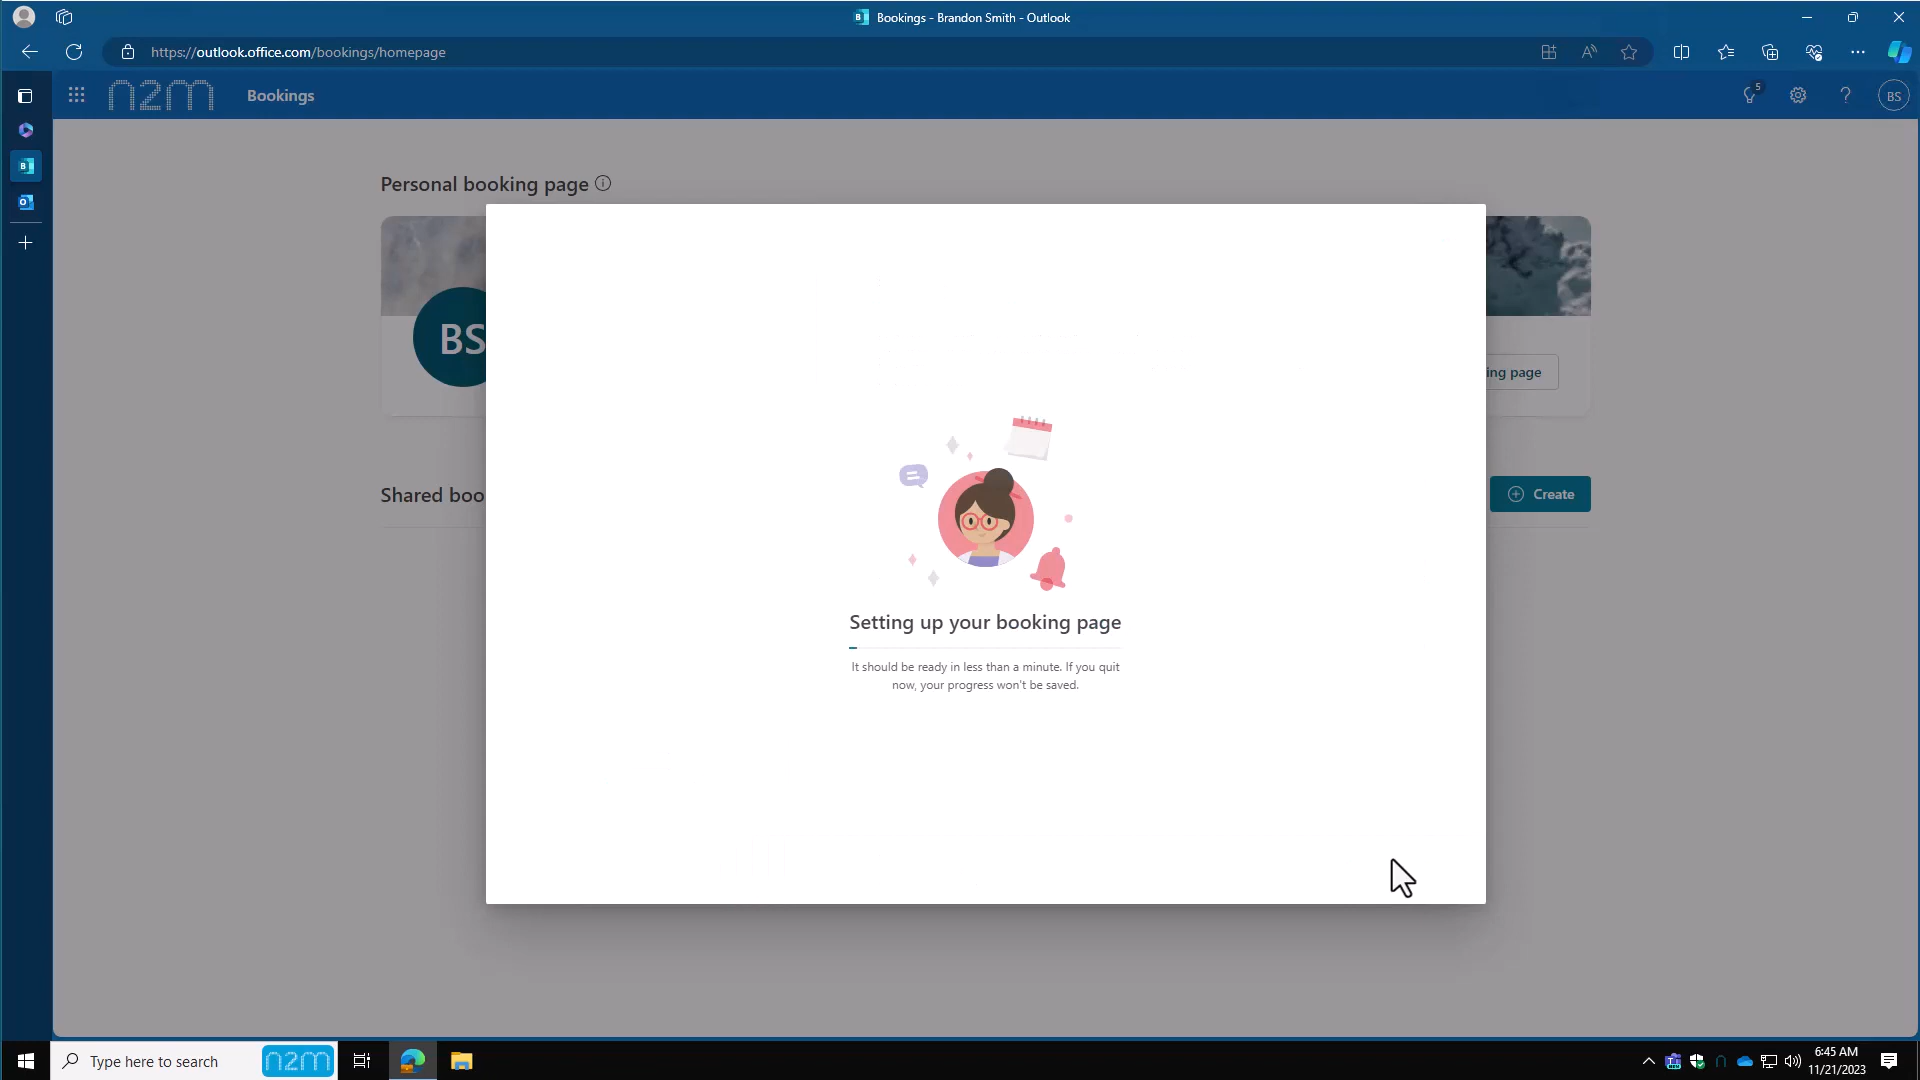 Bookings - Brandon Smith - Outlook
https://outlook.office.com/bookings/homepage
n2m
Bookings
5
BS
Personal booking page
BS
ing page
Shared boo
Create
Setting up your booking page
It should be ready in less than a minute. If you quit
now, your progress won't be saved.
Type here to search
n2m
6:45 AM
11/21/2023